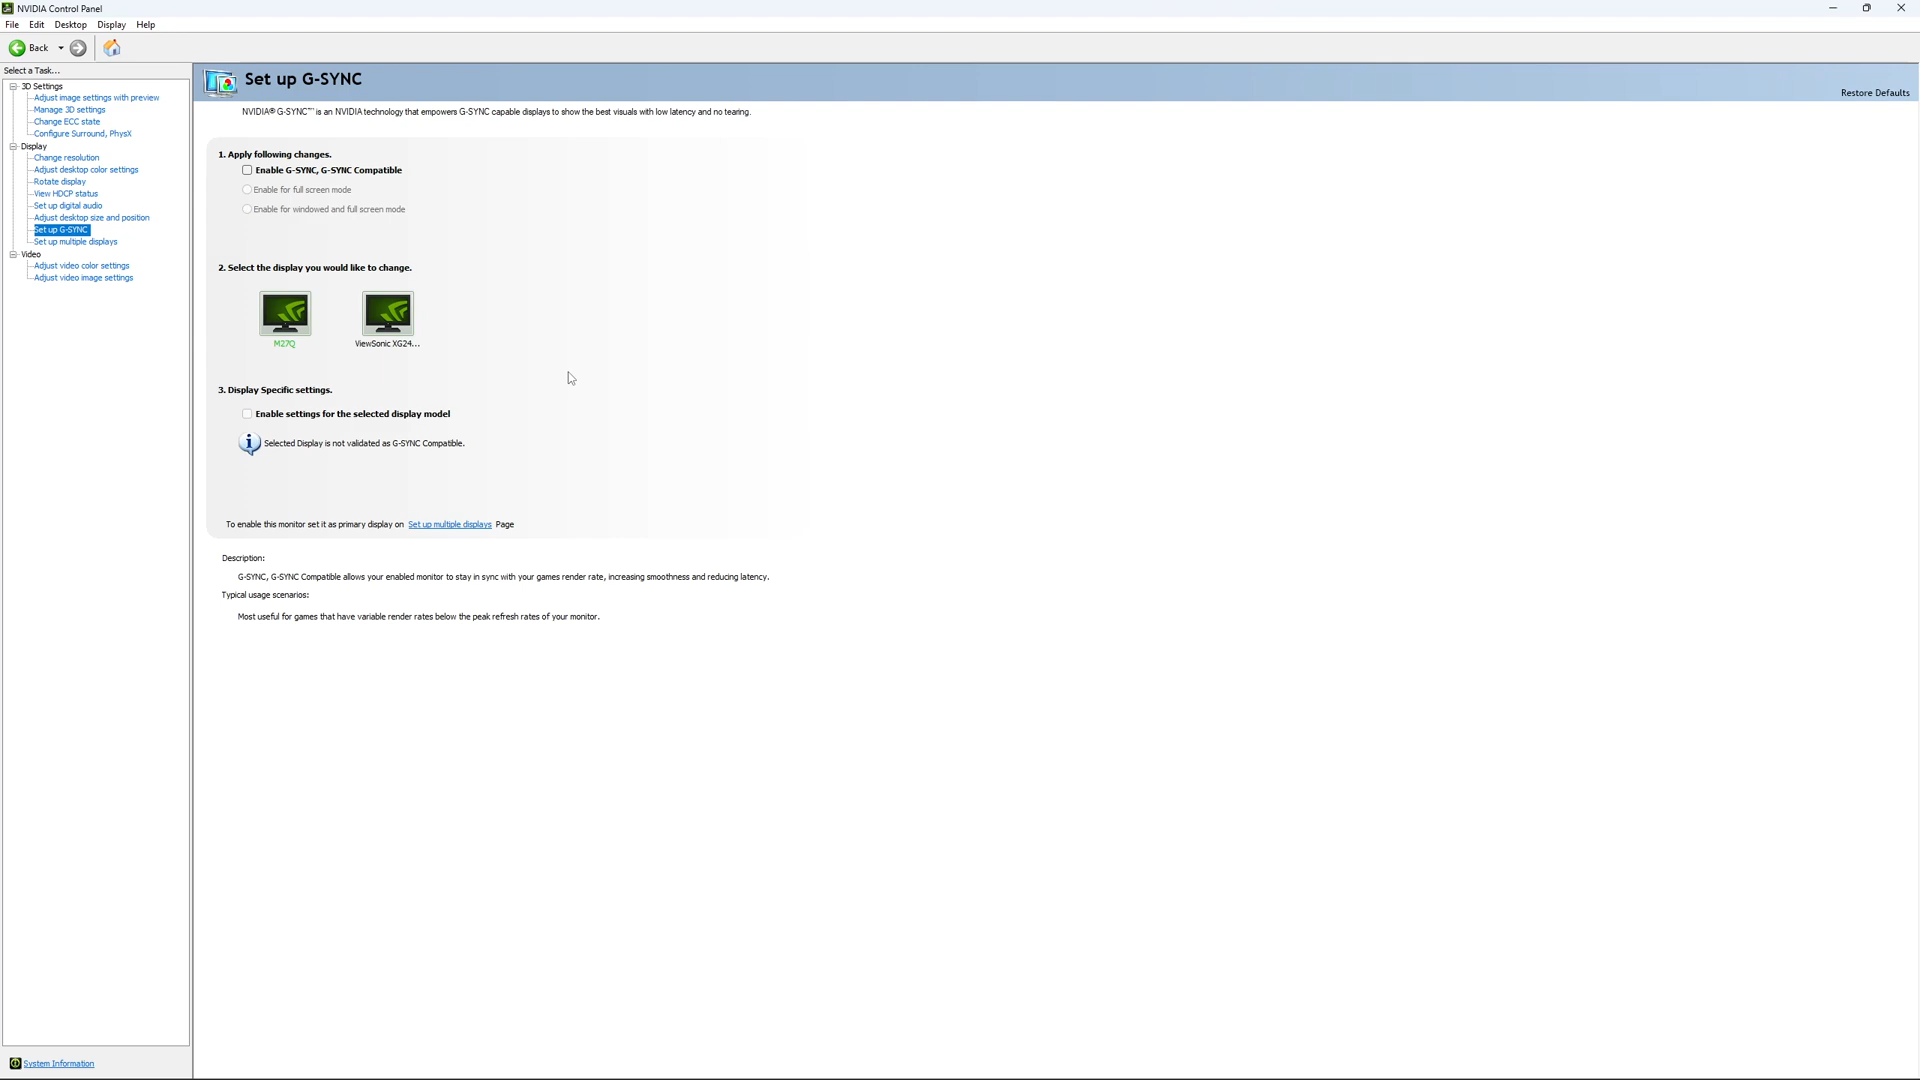 NVIDIA Control Panel
File Edit Desktop Display Help
Back
Select a Task...
3D Settings
Adjust image settings with preview
Manage 3D settings
Change ECC state
Configure Surround, PhysX
Display
Change resolution
Adjust desktop color settings
Rotate display
View HDCP status
Set up digital audio
Adjust desktop size and position
Set up G-SYNC
Set up multiple displays
Video
Adjust video color settings
Adjust video image settings
System Information
Set up G-SYNC
Restore Defaults
NVIDIA® G-SYNC™ is an NVIDIA technology that empowers G-SYNC capable displays to show the best visuals with low latency and no tearing.
1. Apply following changes.
Enable G-SYNC, G-SYNC Compatible
Enable for full screen mode
Enable for windowed and full screen mode
2. Select the display you would like to change.
M27Q ViewSonic XG24...
3. Display Specific settings.
Enable settings for the selected display model
Selected Display is not validated as G-SYNC Compatible.
To enable this monitor set it as primary display on Set up multiple displays Page
Description:
G-SYNC, G-SYNC Compatible allows your enabled monitor to stay in sync with your games render rate, increasing smoothness and reducing latency.
Typical usage scenarios:
Most useful for games that have variable render rates below the peak refresh rates of your monitor.